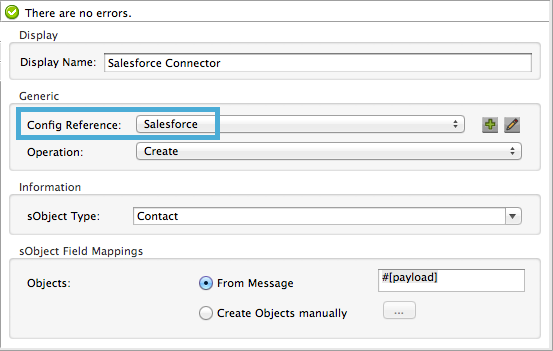 There are no errors.
Display
Display Name: Salesforce Connector
Generic
Config Reference: Salesforce
Operation: Create
Information
sObject Type: Contact
sObject Field Mappings
Objects: From Message #[payload]
Create Objects manually ...